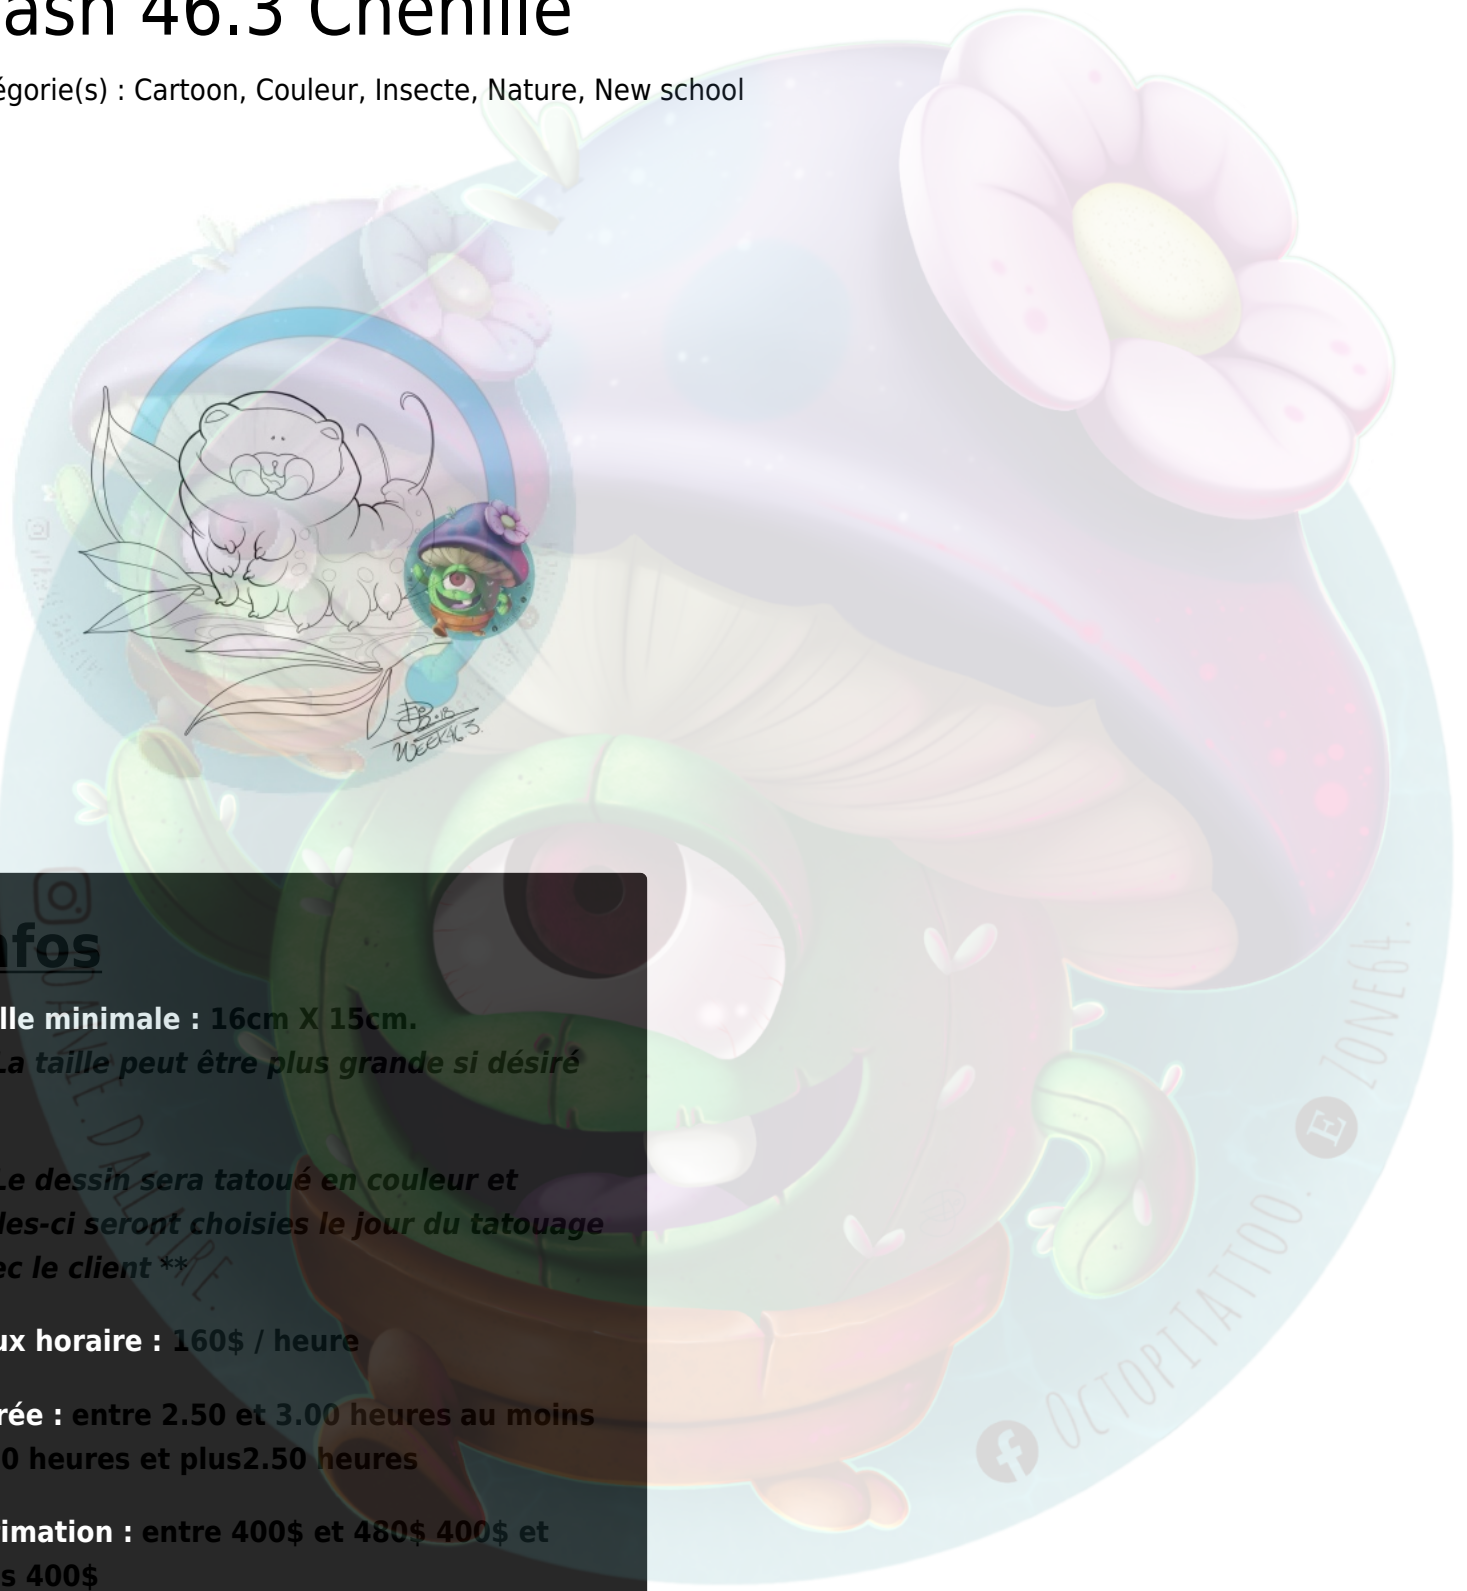 ash 46.3 Chenille
égorie(s) : Cartoon, Couleur, Insecte, Nature, New school
WEEK46 3.
nfos
lle minimale : 16cm X 15cm.
La taille peut être plus grande si désiré
Le dessin sera tatoué en couleur et
les-ci seront choisies le jour du tatouage
ec le client **
ux horaire : 160$ / heure
rée : entre 2.50 et 3.00 heures au moins
0 heures et plus2.50 heures
imation : entre 400$ et 480$ 400$ et
s 400$
DALLAIRE.
OCTOPITATTOO.
E ZONE64.